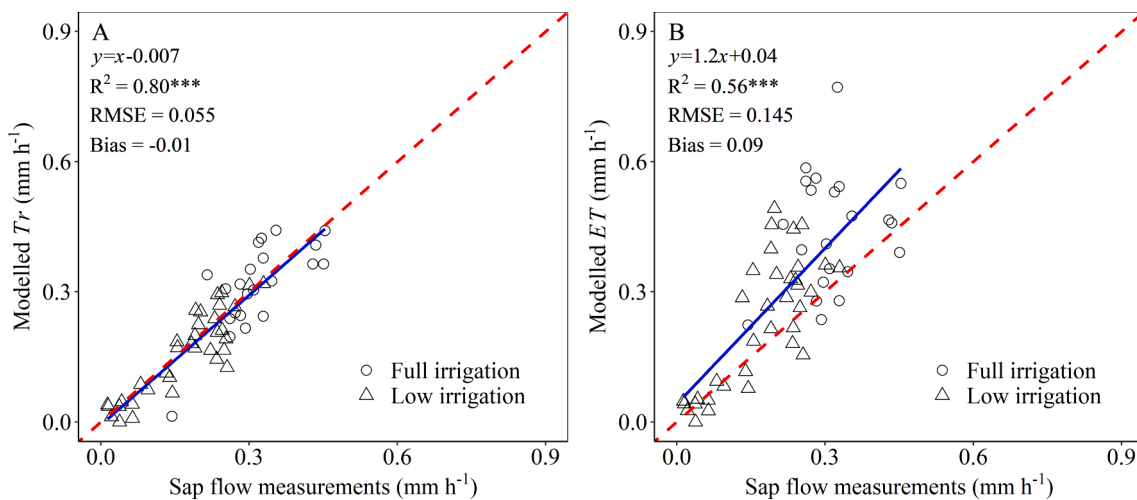 A
y=x-0.007
R² = 0.80***
RMSE = 0.055
Bias = -0.01
0.9
0.6
0.3
0.0
Modelled Tr (mm h⁻¹)
Full irrigation
Low irrigation
0.0 0.3 0.6 0.9
Sap flow measurements (mm h⁻¹)
B
y=1.2x+0.04
R² = 0.56***
RMSE = 0.145
Bias = 0.09
0.9
0.6
0.3
0.0
Modelled ET (mm h⁻¹)
Full irrigation
Low irrigation
0.0 0.3 0.6 0.9
Sap flow measurements (mm h⁻¹)